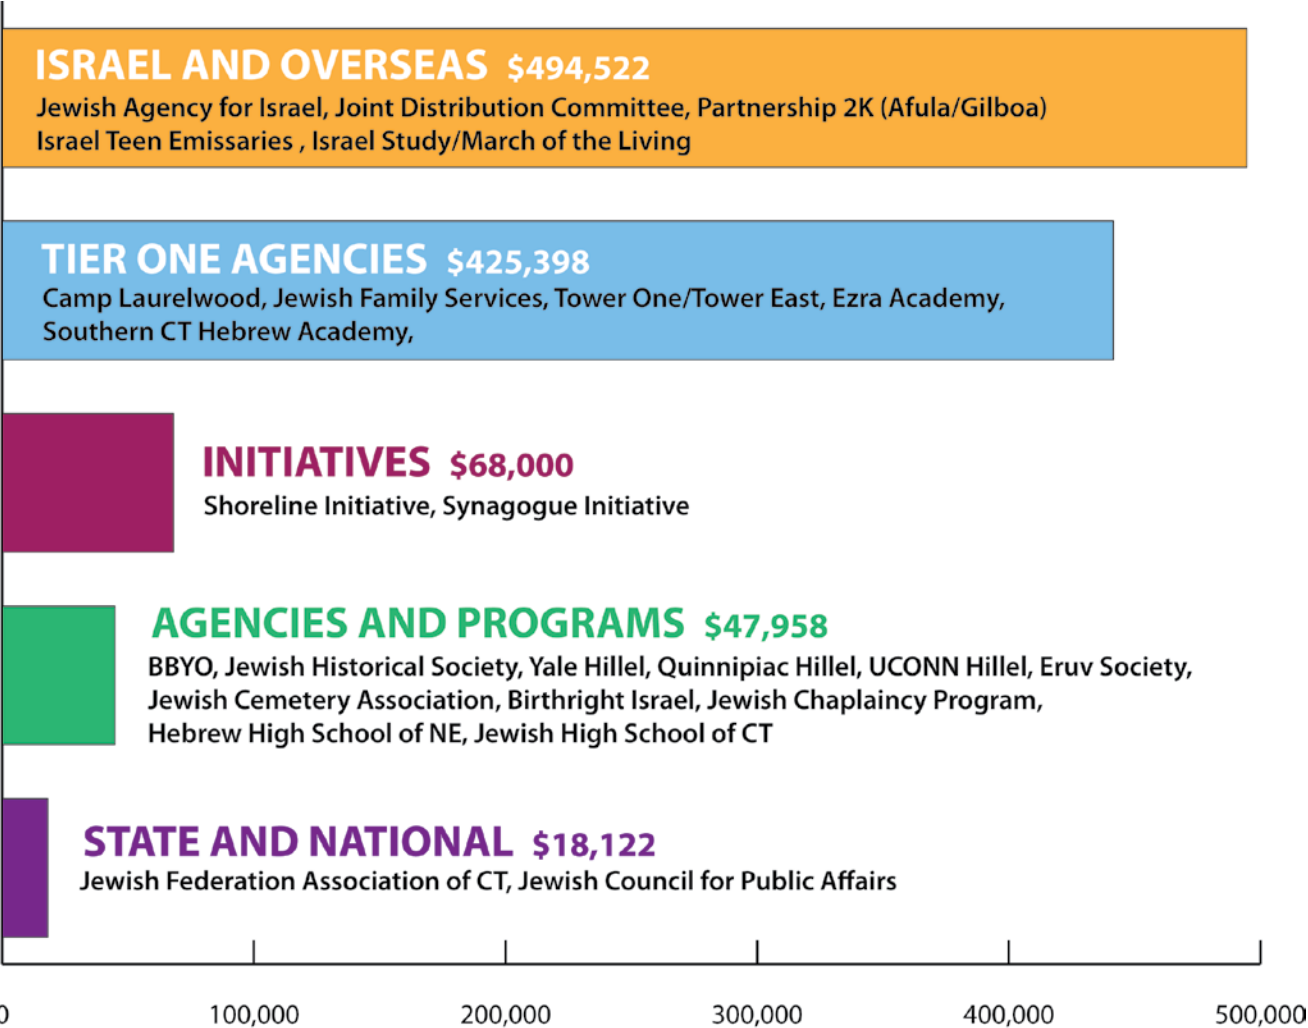 ISRAEL AND OVERSEAS $494,522
Jewish Agency for Israel, Joint Distribution Committee, Partnership 2K (Afula/Gilboa)
Israel Teen Emissaries , Israel Study/March of the Living
TIER ONE AGENCIES $425,398
Camp Laurelwood, Jewish Family Services, Tower One/Tower East, Ezra Academy,
Southern CT Hebrew Academy,
INITIATIVES $68,000
Shoreline Initiative, Synagogue Initiative
AGENCIES AND PROGRAMS $47,958
BBYO, Jewish Historical Society, Yale Hillel, Quinnipiac Hillel, UCONN Hillel, Eruv Society,
Jewish Cemetery Association, Birthright Israel, Jewish Chaplaincy Program,
Hebrew High School of NE, Jewish High School of CT
STATE AND NATIONAL $18,122
Jewish Federation Association of CT, Jewish Council for Public Affairs
0 100,000 200,000 300,000 400,000 500,000